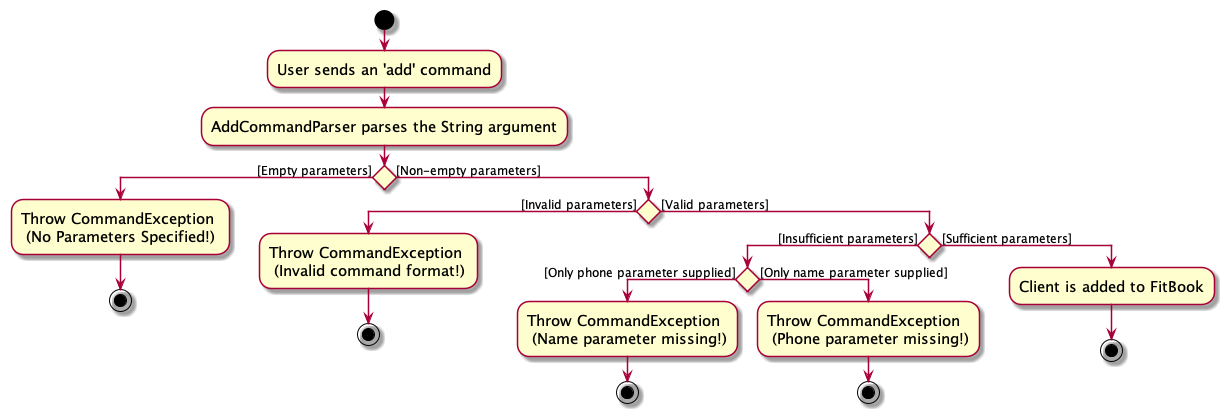 User sends an 'add' command
AddCommandParser parses the String argument
[Empty parameters]
[Non-empty parameters]
Throw CommandException
(No Parameters Specified!)
[Invalid parameters]
[Valid parameters]
Throw CommandException
(Invalid command format!)
[Insufficient parameters]
[Sufficient parameters]
[Only phone parameter supplied]
[Only name parameter supplied]
Throw CommandException
(Name parameter missing!)
Throw CommandException
(Phone parameter missing!)
Client is added to FitBook